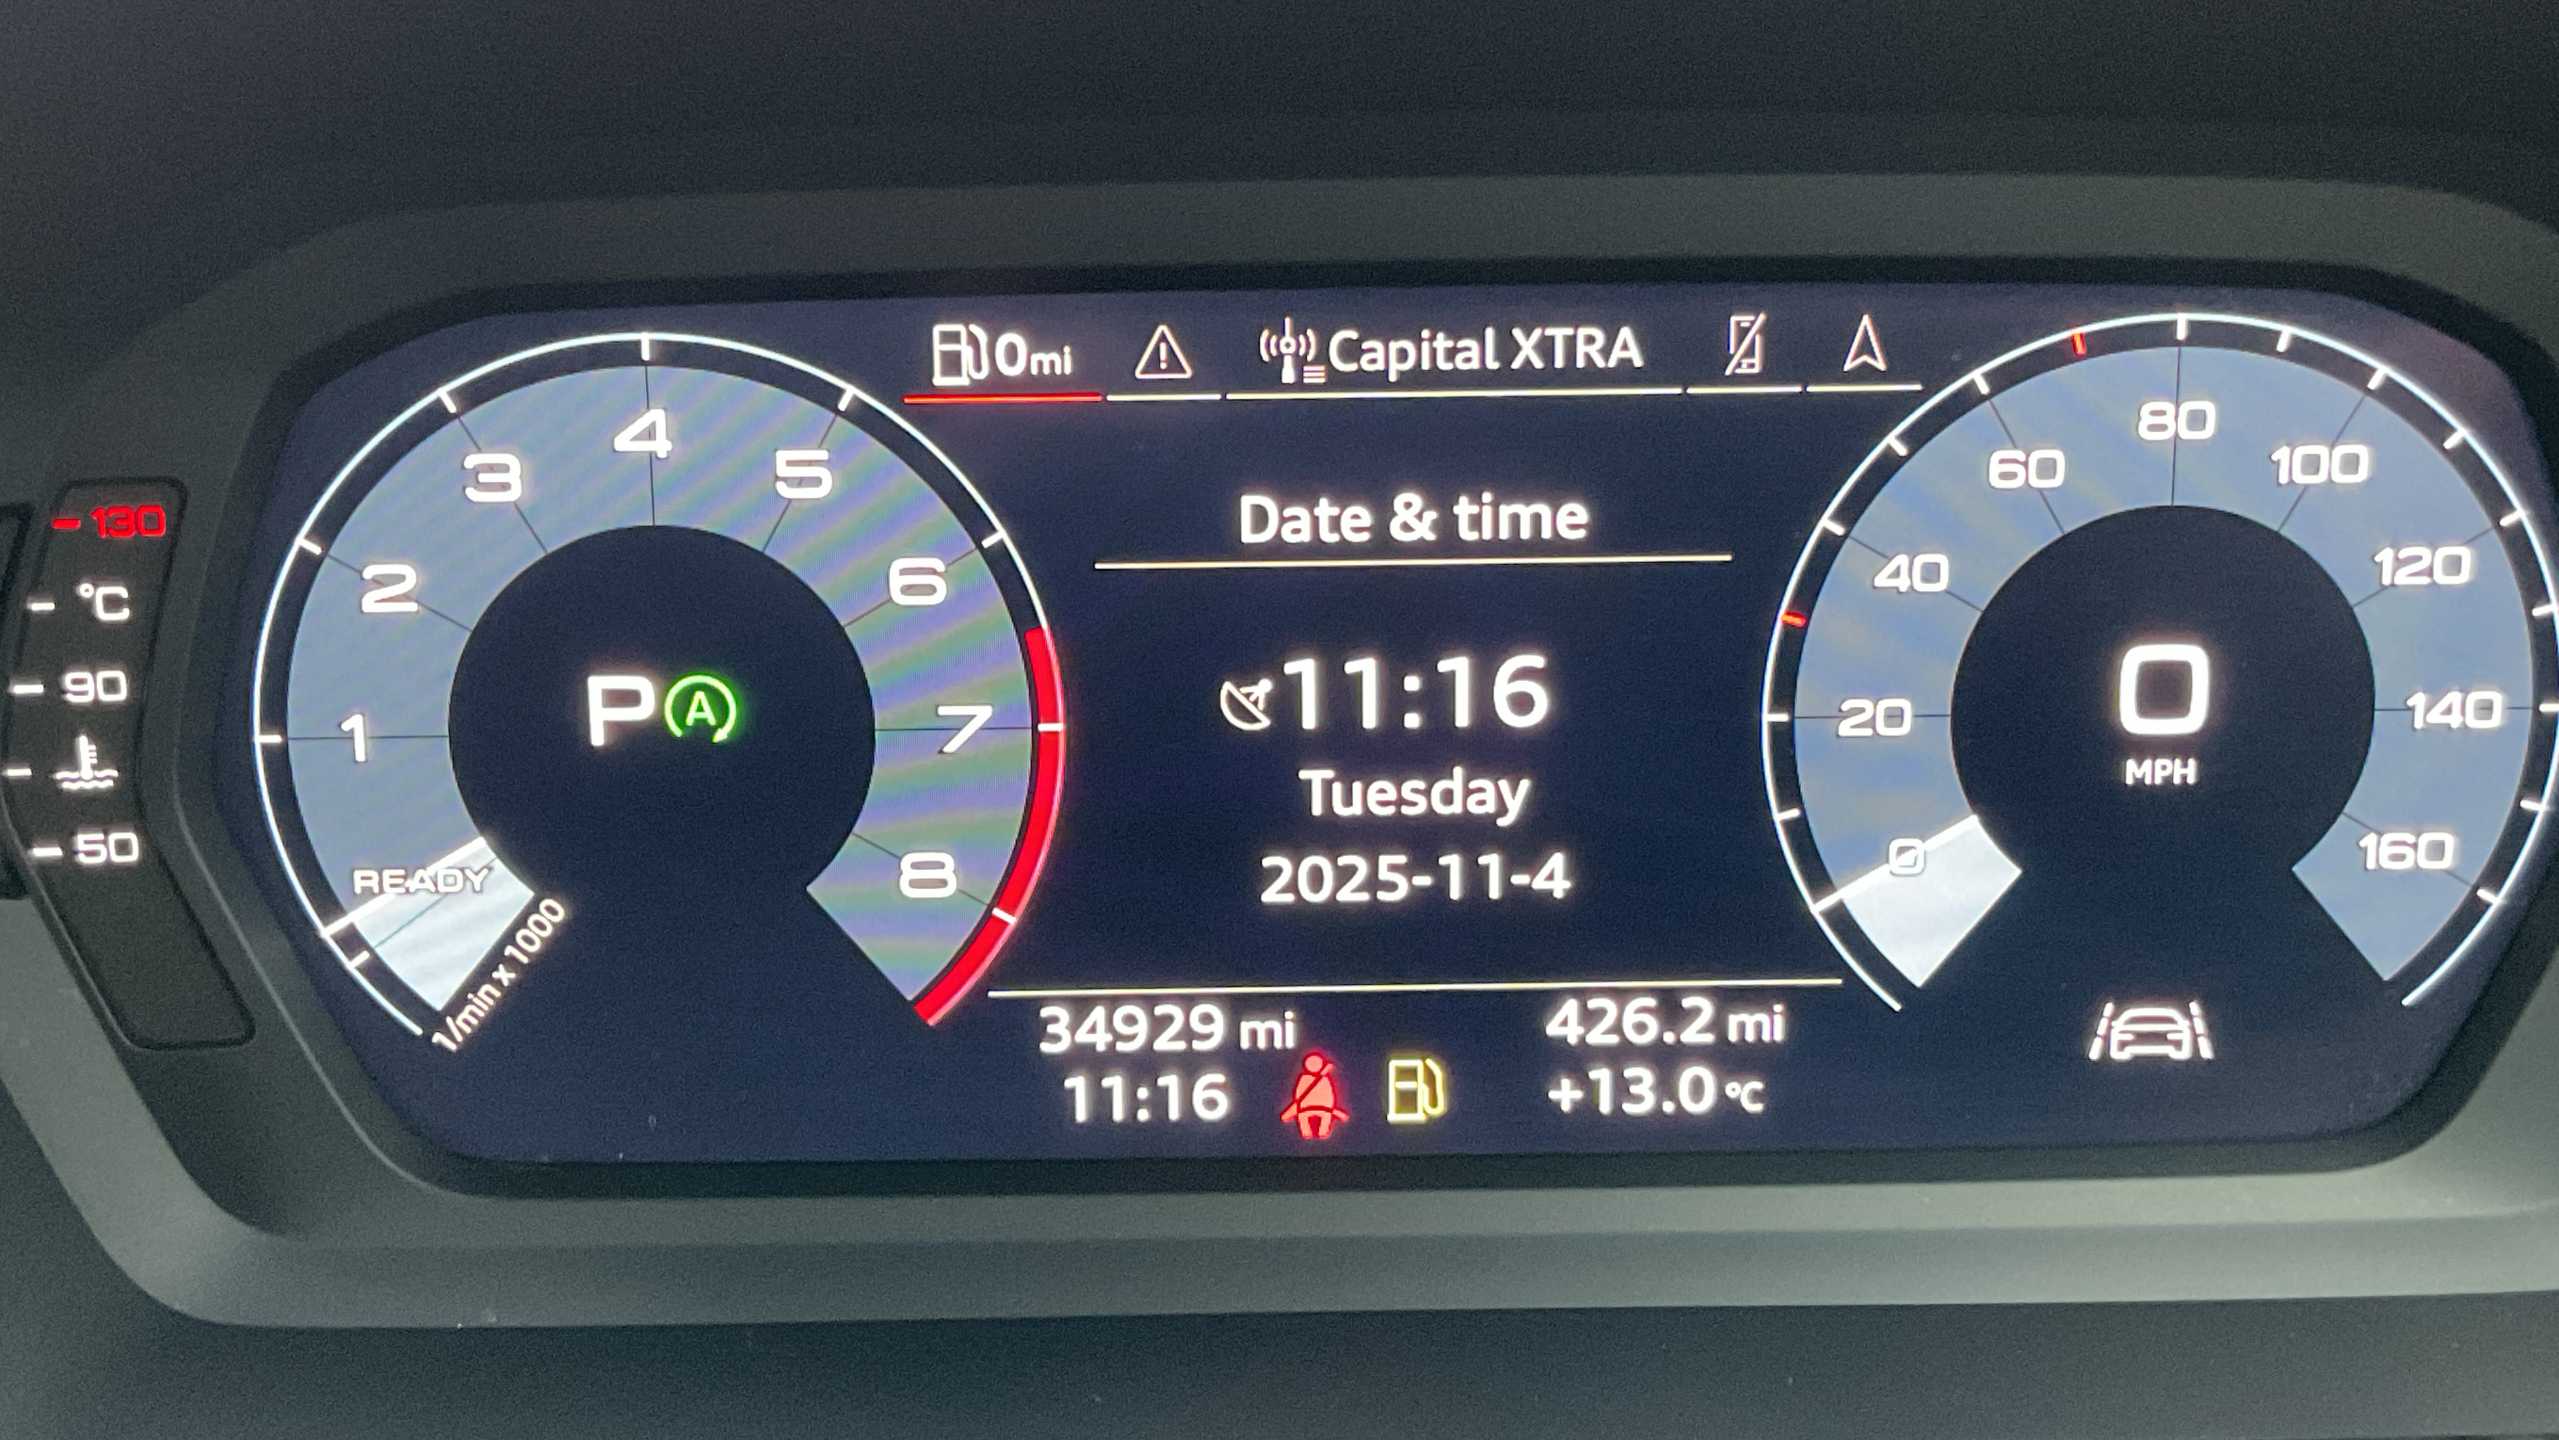 0 mi
Capital XTRA
130
°C
90
50
1
2
3
4
5
6
7
8
READY
1/min x 1000
P A
Date & time
11:16
Tuesday
2025-11-4
34929 mi
426.2 mi
11:16
+13.0 °C
0
20
40
60
80
100
120
140
160
0
MPH